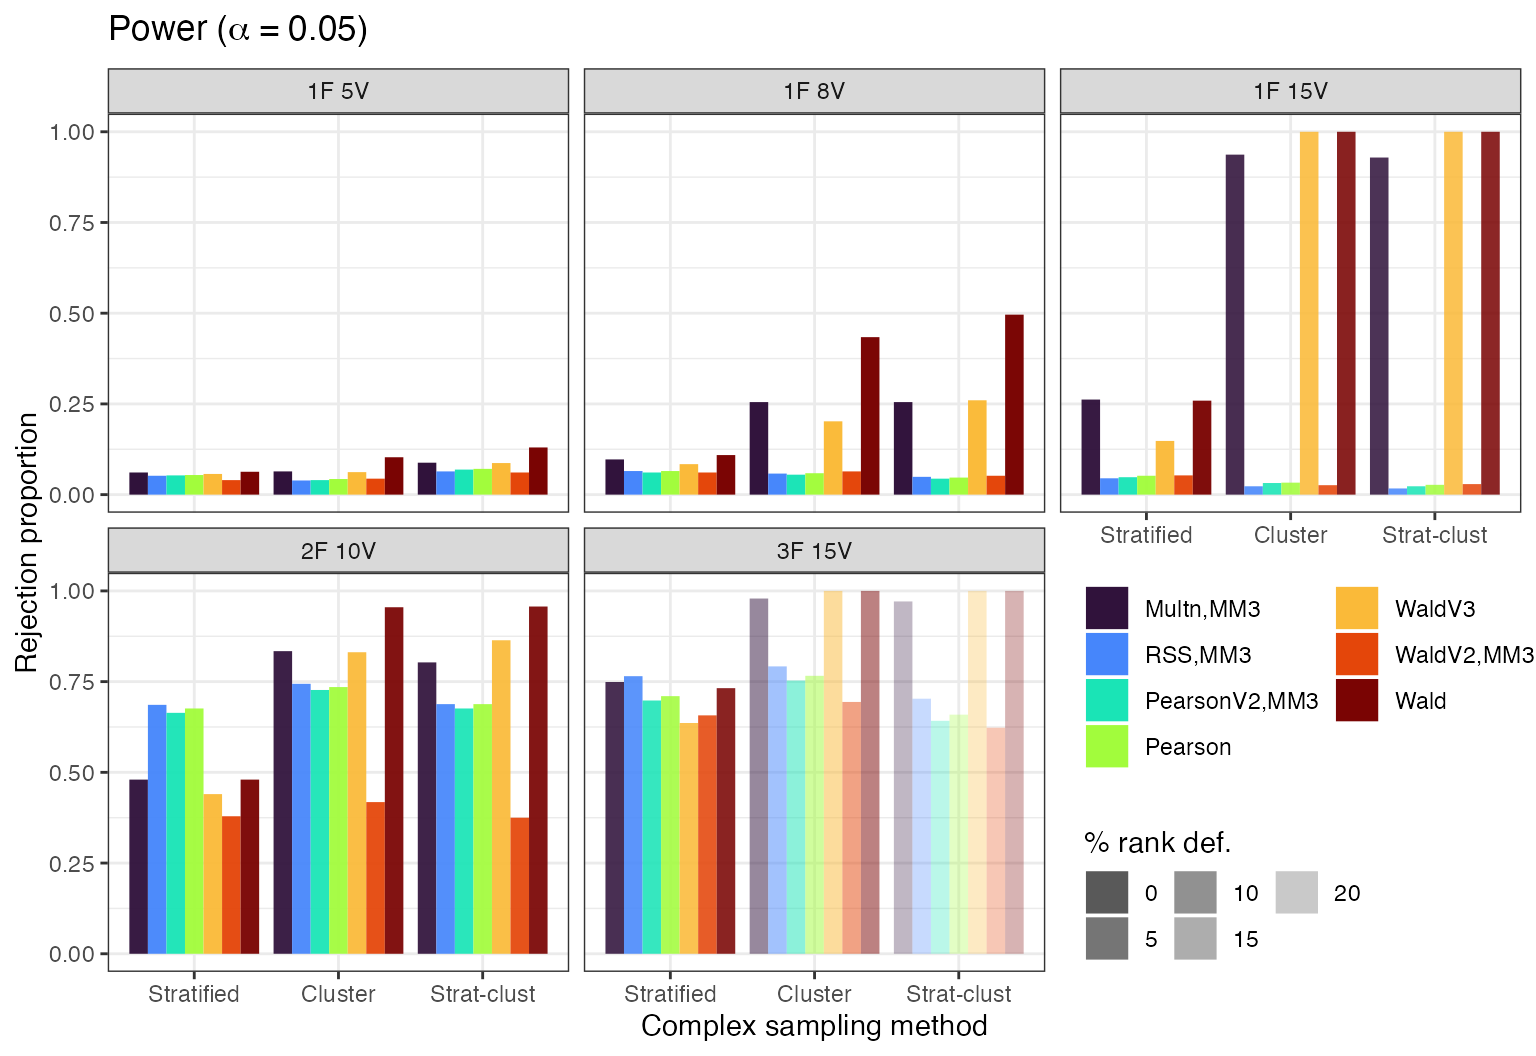 Power (α = 0.05)
1F 5V
1F 8V
1F 15V
1.00
0.75
0.50
0.25
0.00
Stratified
Cluster
Strat-clust
2F 10V
3F 15V
1.00
0.75
0.50
0.25
0.00
Stratified
Cluster
Strat-clust
Stratified
Cluster
Strat-clust
Rejection proportion
Complex sampling method
Multn,MM3
RSS,MM3
PearsonV2,MM3
Pearson
WaldV3
WaldV2,MM3
Wald
% rank def.
0
5
10
15
20